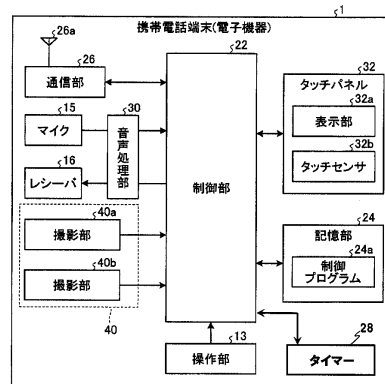 1
携帯電話端末(電子機器)
26a
22
26
通信部
15
マイク
30
音声処理部
16
レシーバ
40a
撮影部
40b
撮影部
40
制御部
32
タッチパネル
32a
表示部
32b
タッチセンサ
24
記憶部
24a
制御
プログラム
13
操作部
28
タイマー